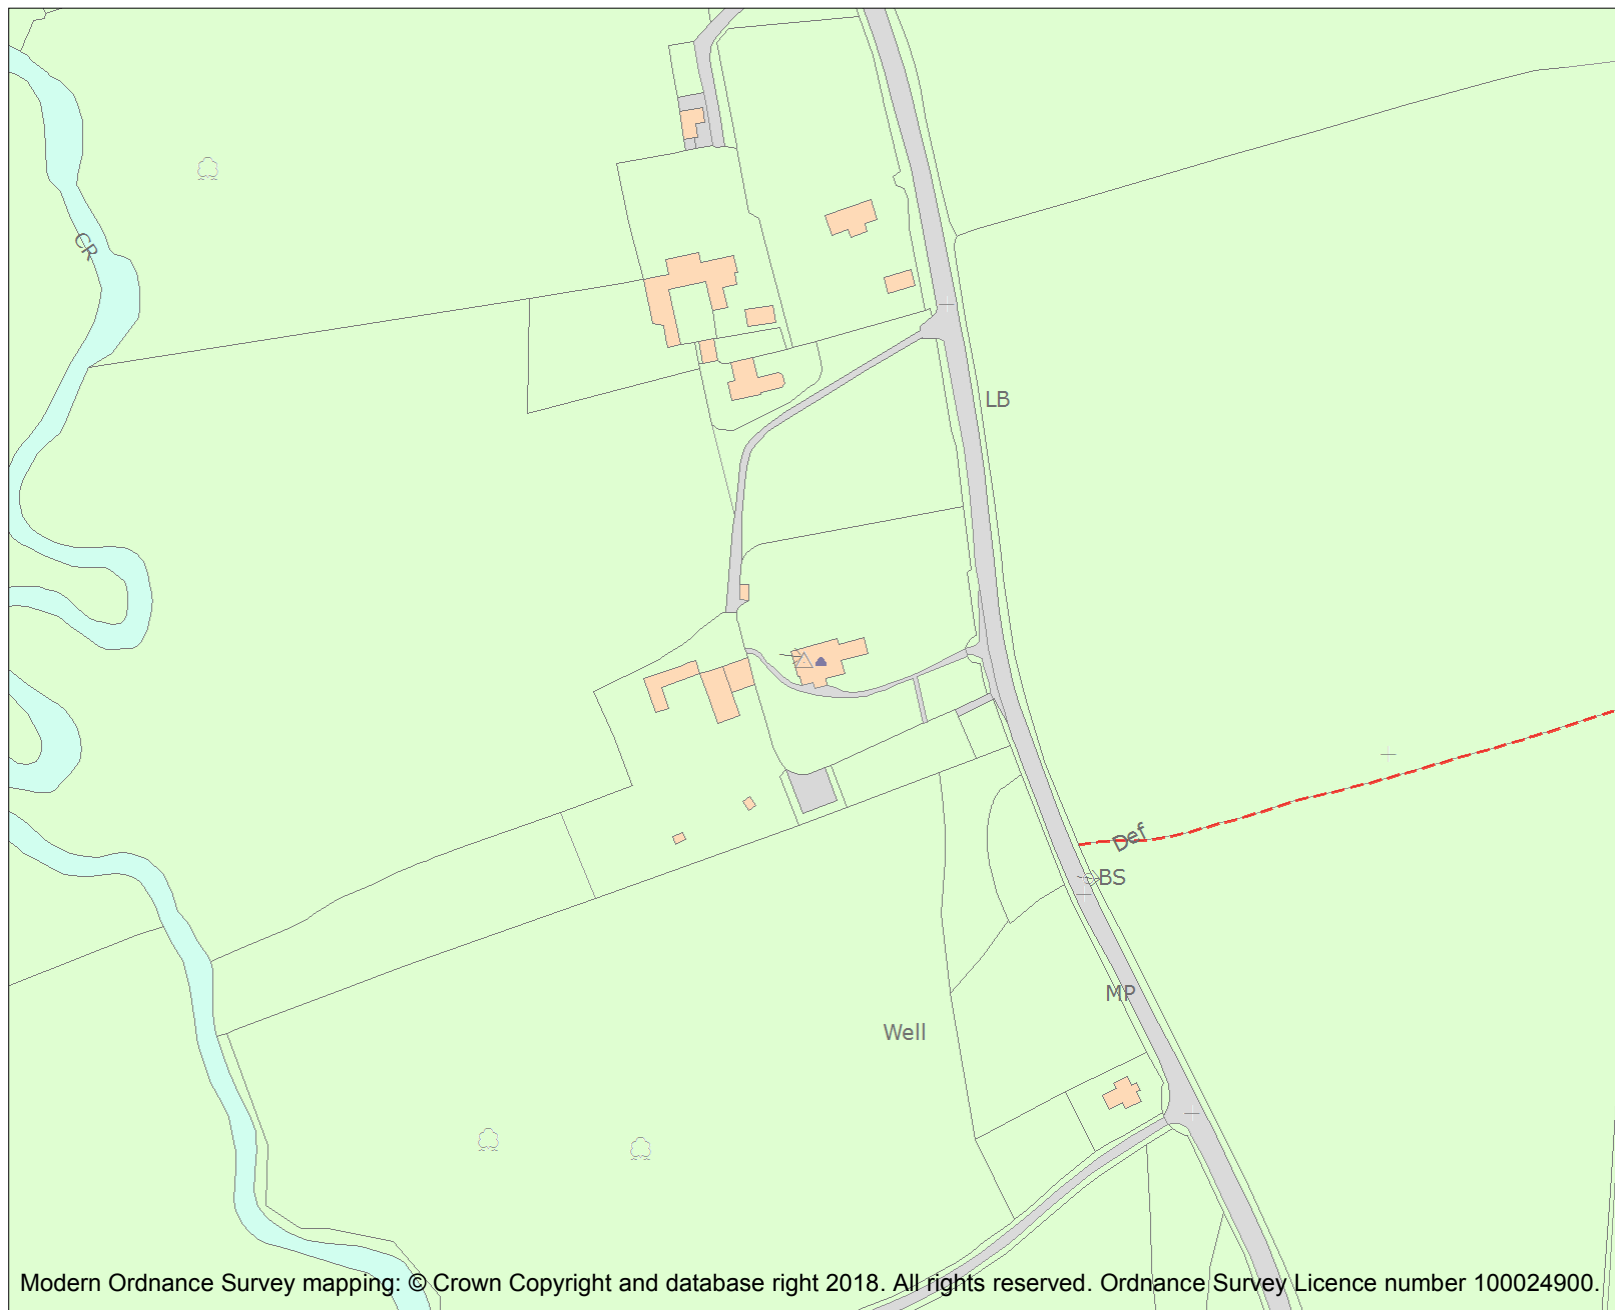 CR
LB
Def
BS
MP
Well
Modern Ordnance Survey mapping: © Crown Copyright and database right 2018. All rights reserved. Ordnance Survey Licence number 100024900.